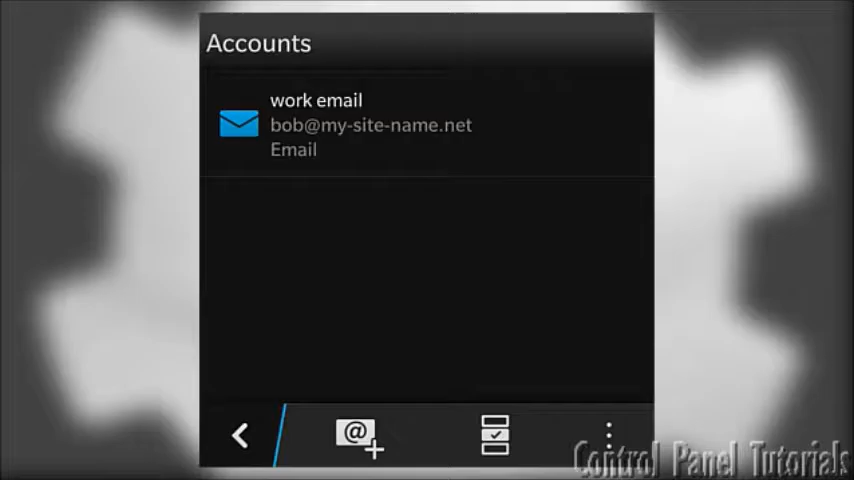 Accounts
work email
bob@my-site-name.net
Email
@
Control Panel Tutorials